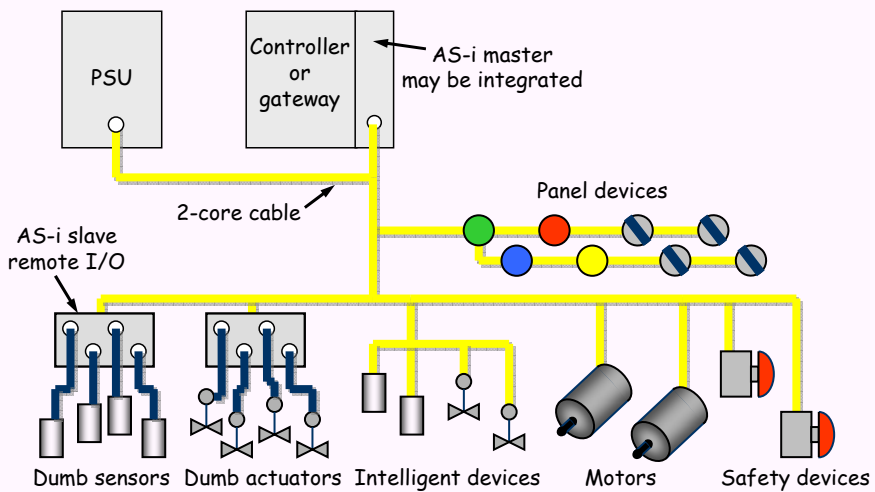 PSU
Controller
or
gateway
AS-i master
may be integrated
2-core cable
Panel devices
AS-i slave
remote I/O
Dumb sensors
Dumb actuators
Intelligent devices
Motors
Safety devices